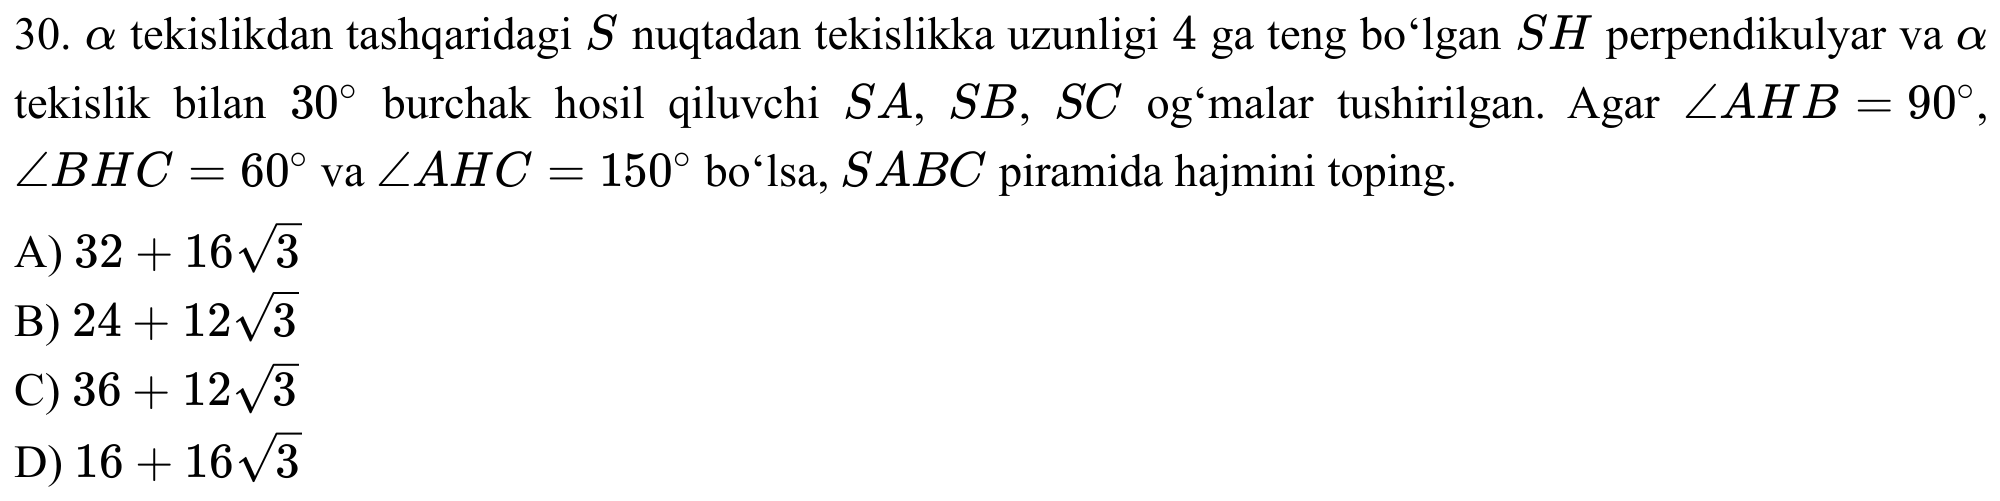 30. α tekislikdan tashqaridagi S nuqtadan tekislikka uzunligi 4 ga teng bo‘lgan SH perpendikulyar va α
tekislik bilan 30° burchak hosil qiluvchi SA, SB, SC og‘malar tushirilgan. Agar ∠AHB = 90°,
∠BHC = 60° va ∠AHC = 150° bo‘lsa, SABC piramida hajmini toping.
A) 32 + 16√3
B) 24 + 12√3
C) 36 + 12√3
D) 16 + 16√3